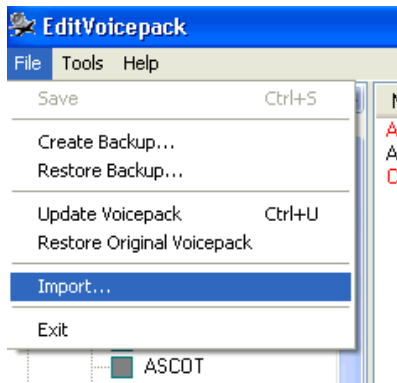 EditVoicepack
File Tools Help
Save Ctrl+S
Create Backup...
Restore Backup...
Update Voicepack Ctrl+U
Restore Original Voicepack
Import...
Exit
ASCOT